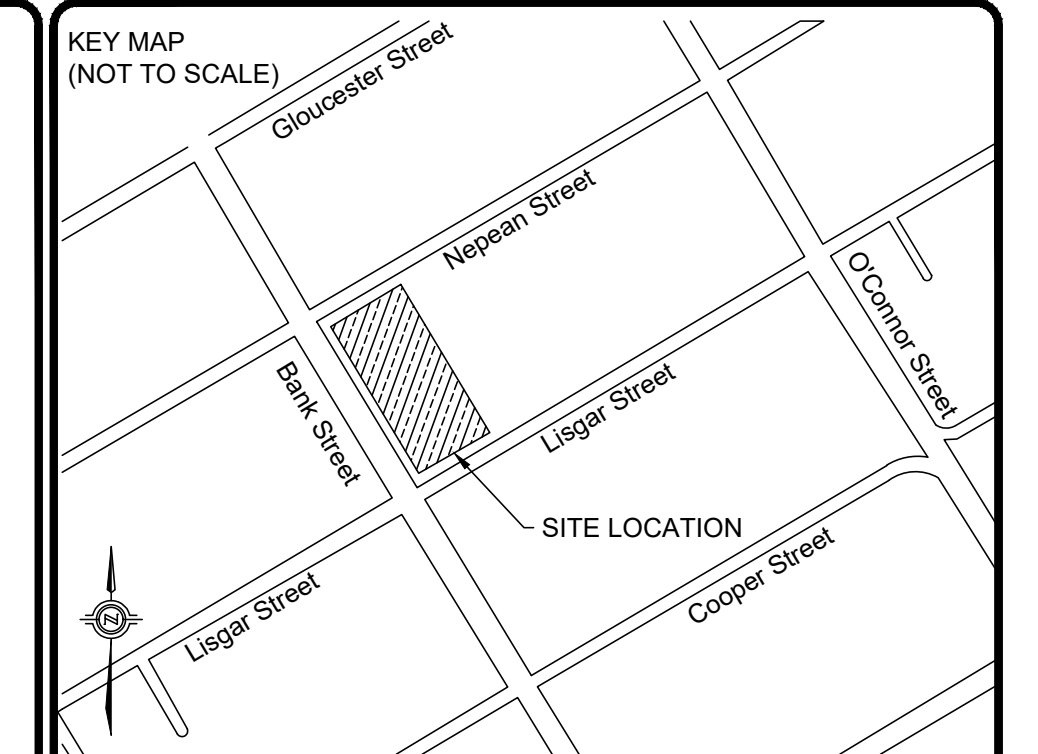 KEY MAP
(NOT TO SCALE)
Gloucester Street
Nepean Street
O'Connor Street
Bank Street
Lisgar Street
SITE LOCATION
Cooper Street
Lisgar Street
N